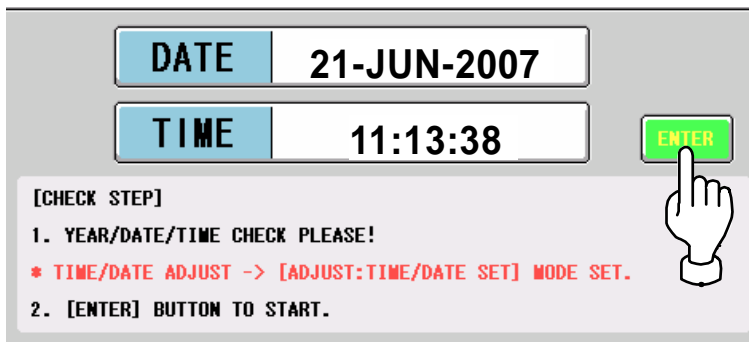 DATE 21-JUN-2007
TIME 11:13:38
ENTER
[CHECK STEP]
1. YEAR/DATE/TIME CHECK PLEASE!
* TIME/DATE ADJUST -> [ADJUST:TIME/DATE SET] MODE SET.
2. [ENTER] BUTTON TO START.